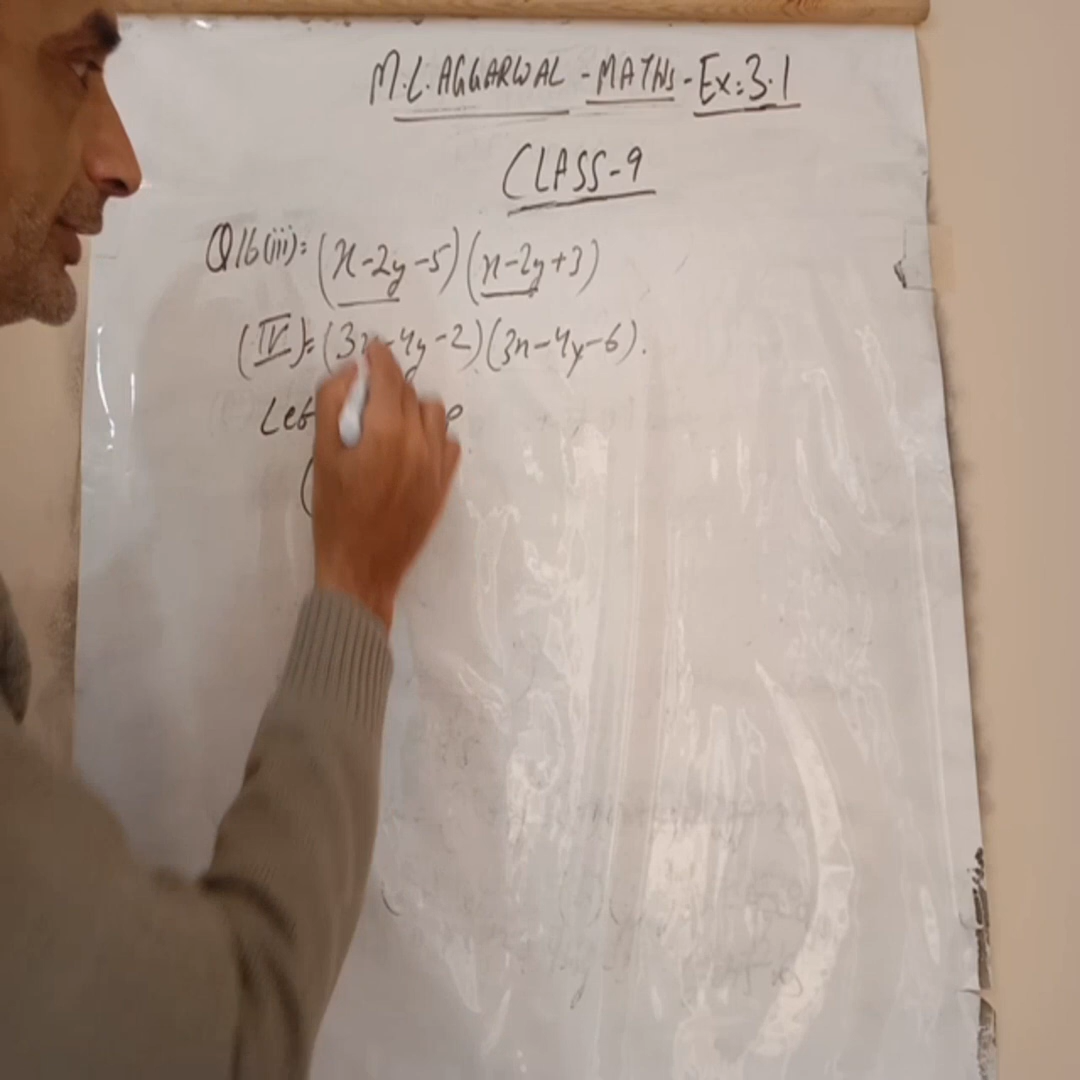 M.L. AGGARWAL - MATHS - Ex: 3.1
CLASS-9
Q16(iii): (x-2y-5)(x-2y+3)
(IV): (3x-4y-2)(3x-4y-6).
Let
(